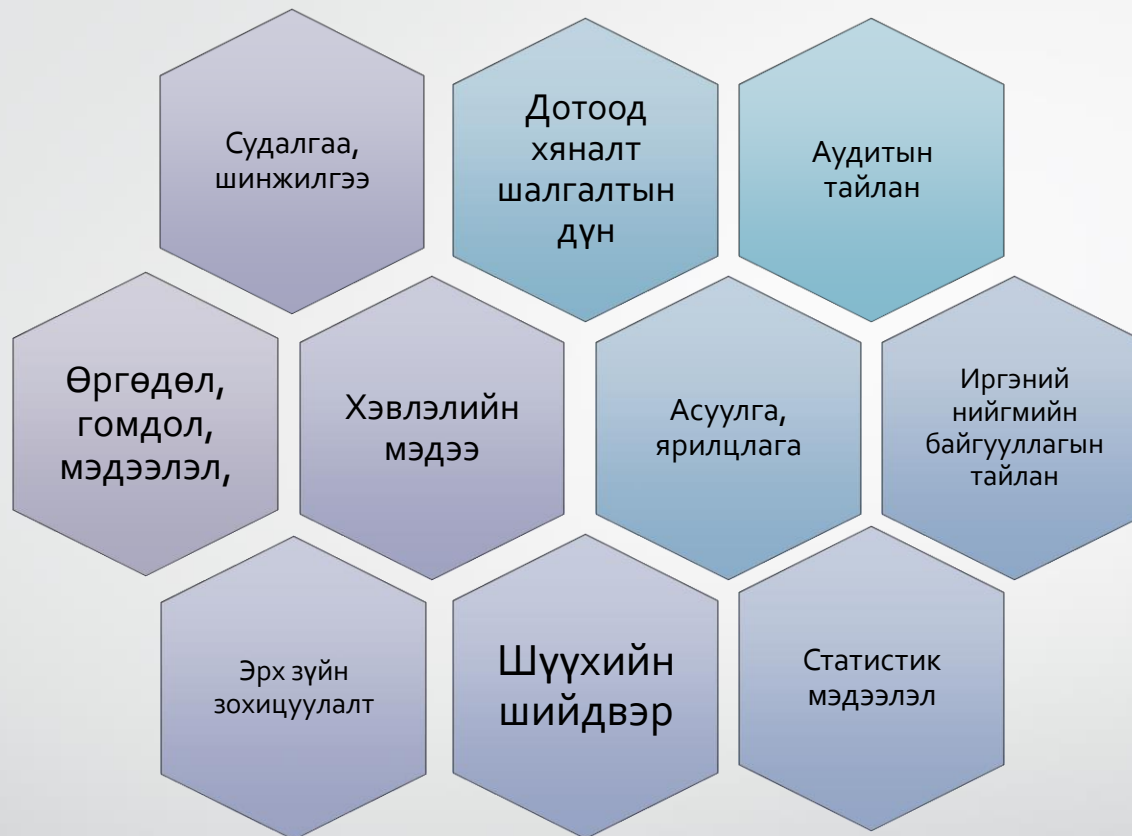 Судалгаа,
шинжилгээ
Дотоод
хяналт
шалгалтын
дүн
Аудитын
тайлан
Өргөдөл,
гомдол,
мэдээлэл,
Хэвлэлийн
мэдээ
Асуулга,
ярилцлага
Иргэний
нийгмийн
байгууллагын
тайлан
Эрх зүйн
зохицуулалт
Шүүхийн
шийдвэр
Статистик
мэдээлэл